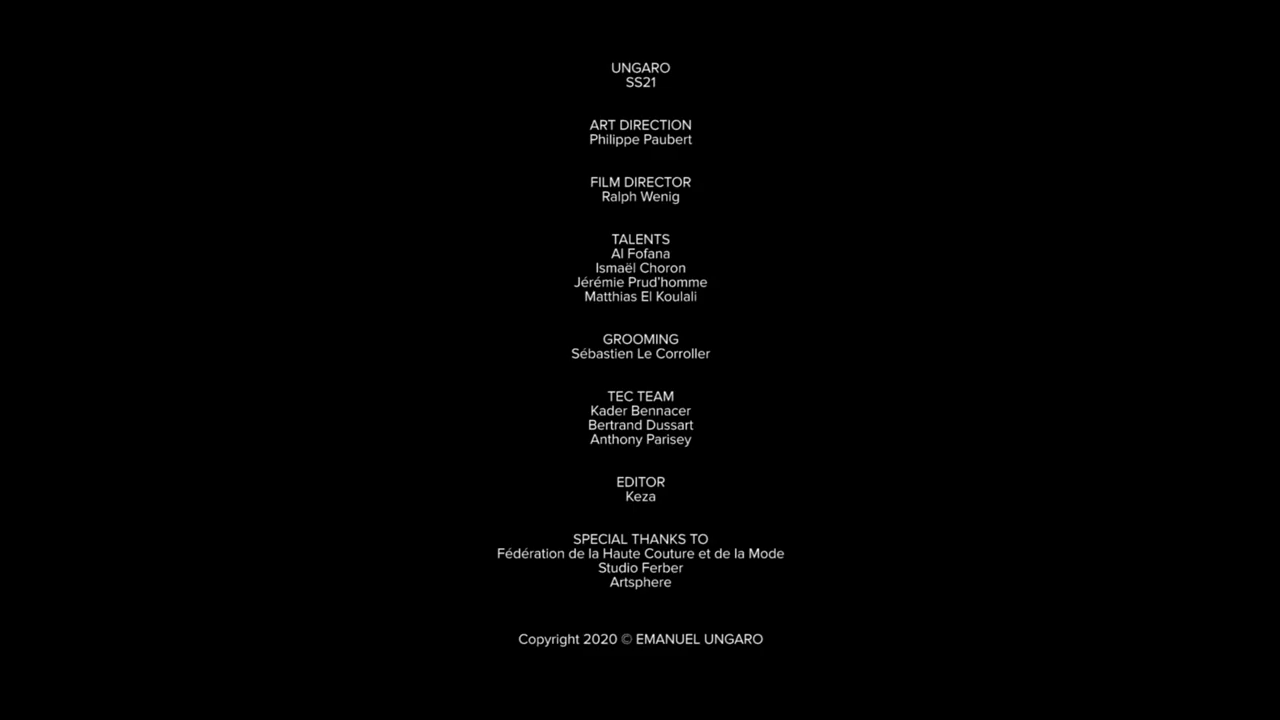 UNGARO
SS21
ART DIRECTION
Philippe Paubert
FILM DIRECTOR
Ralph Wenig
TALENTS
Al Fofana
Ismaël Choron
Jérémie Prud'homme
Matthias El Koulali
GROOMING
Sébastien Le Corroller
TEC TEAM
Kader Bennacer
Bertrand Dussart
Anthony Parisey
EDITOR
Keza
SPECIAL THANKS TO
Fédération de la Haute Couture et de la Mode
Studio Ferber
Artsphere
Copyright 2020 © EMANUEL UNGARO